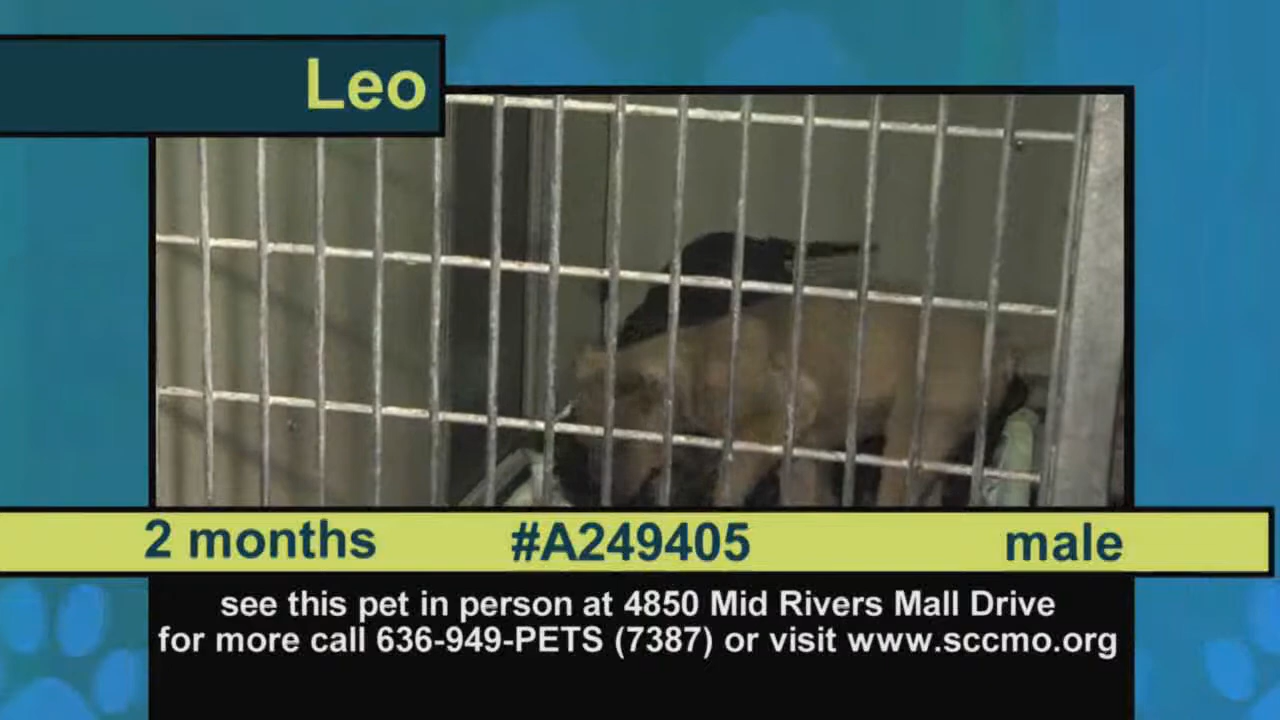 Leo
2 months #A249405 male
see this pet in person at 4850 Mid Rivers Mall Drive
for more call 636-949-PETS (7387) or visit www.sccmo.org